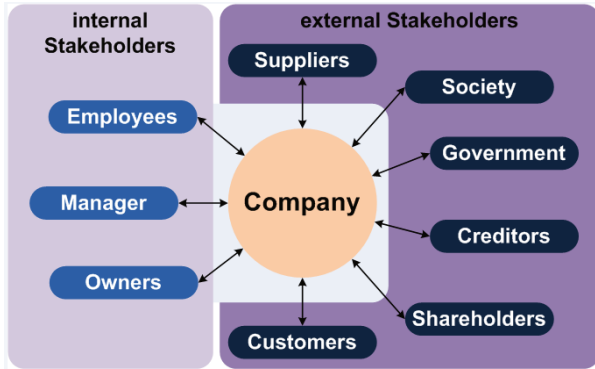 internal
Stakeholders
external Stakeholders
Suppliers
Society
Employees
Government
Manager
Company
Creditors
Owners
Shareholders
Customers